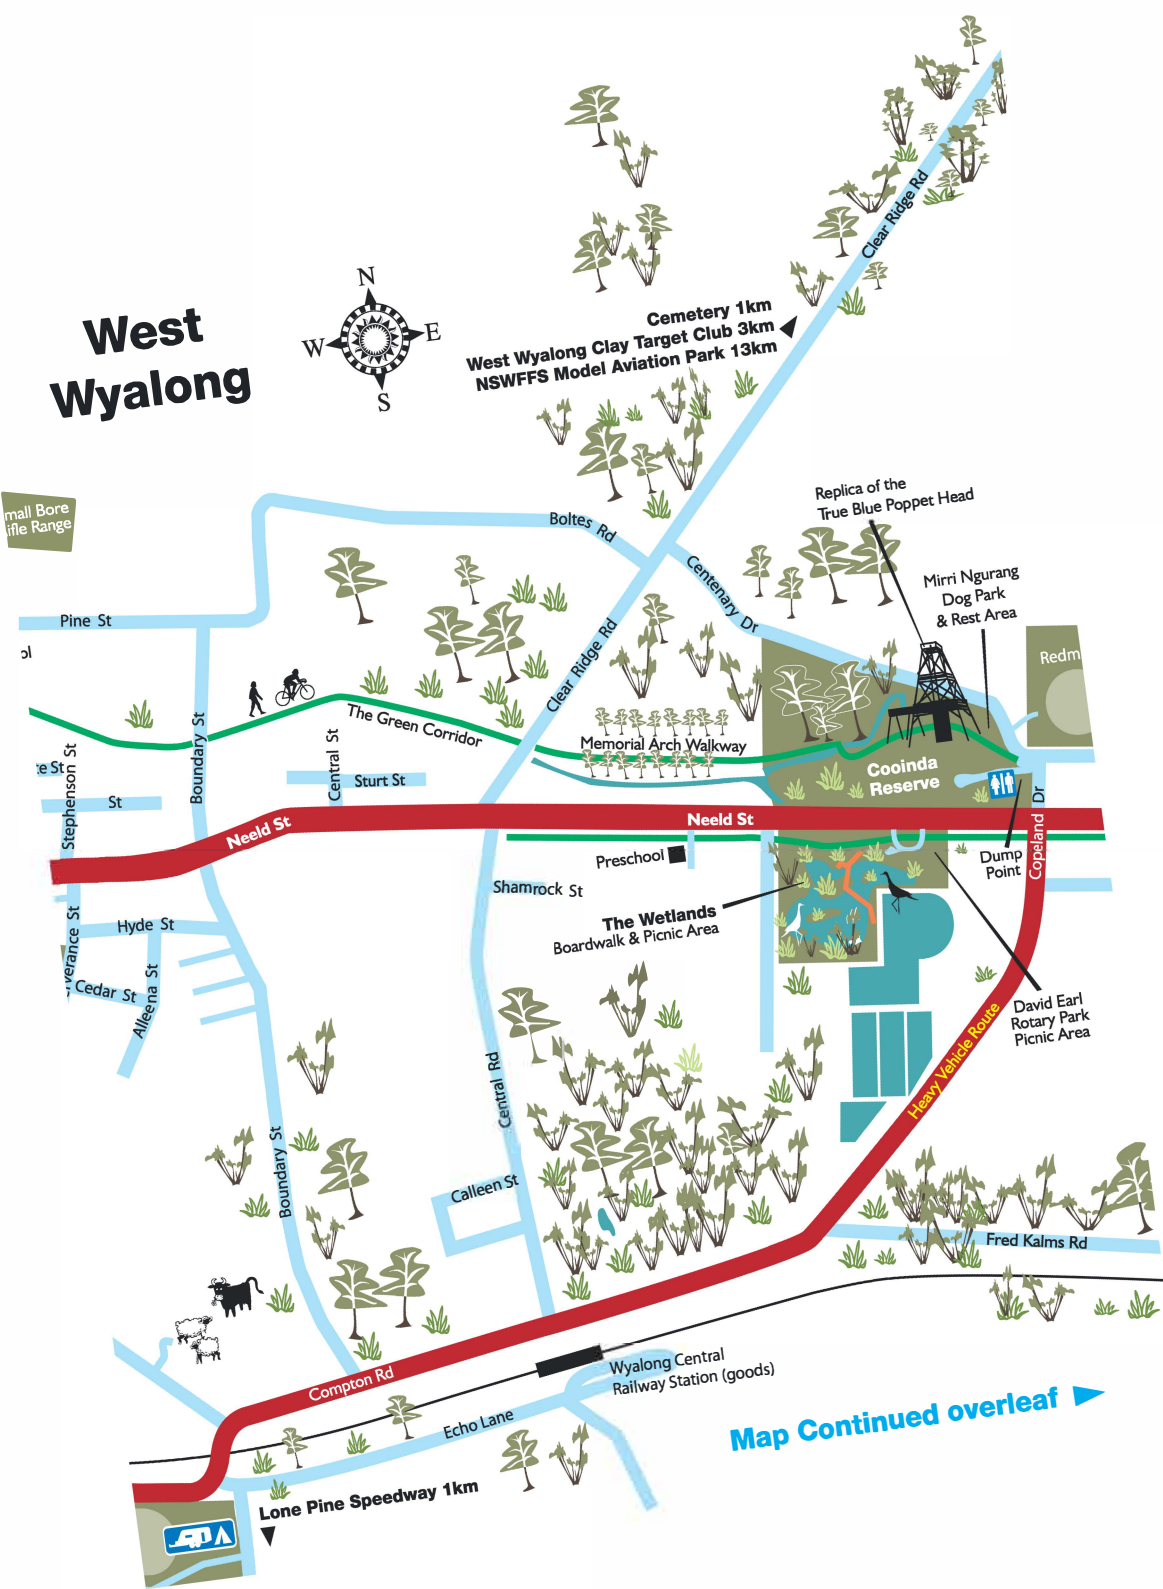 West
Wyalong
N
W
E
S
Clear Ridge Rd
Cemetery 1km
West Wyalong Clay Target Club 3km
NSWFFS Model Aviation Park 13km
mall Bore
ifle Range
Replica of the
True Blue Poppet Head
Boltes Rd
Centenary Dr
Mirri Ngurang
Dog Park
& Rest Area
Pine St
ol
Redm
Clear Ridge Rd
The Green Corridor
Memorial Arch Walkway
Boundary St
Central St
Stephenson St
te St
Sturt St
St
Cooinda
Reserve
Neeld St
Neeld St
Copeland Dr
Preschool
Dump
Point
Shamrock St
The Wetlands
Boardwalk & Picnic Area
Hyde St
verance St
Cedar St
Alleena St
David Earl
Rotary Park
Picnic Area
Heavy Vehicle Route
Central Rd
Boundary St
Calleen St
Fred Kalms Rd
Wyalong Central
Railway Station (goods)
Compton Rd
Echo Lane
Map Continued overleaf
Lone Pine Speedway 1km